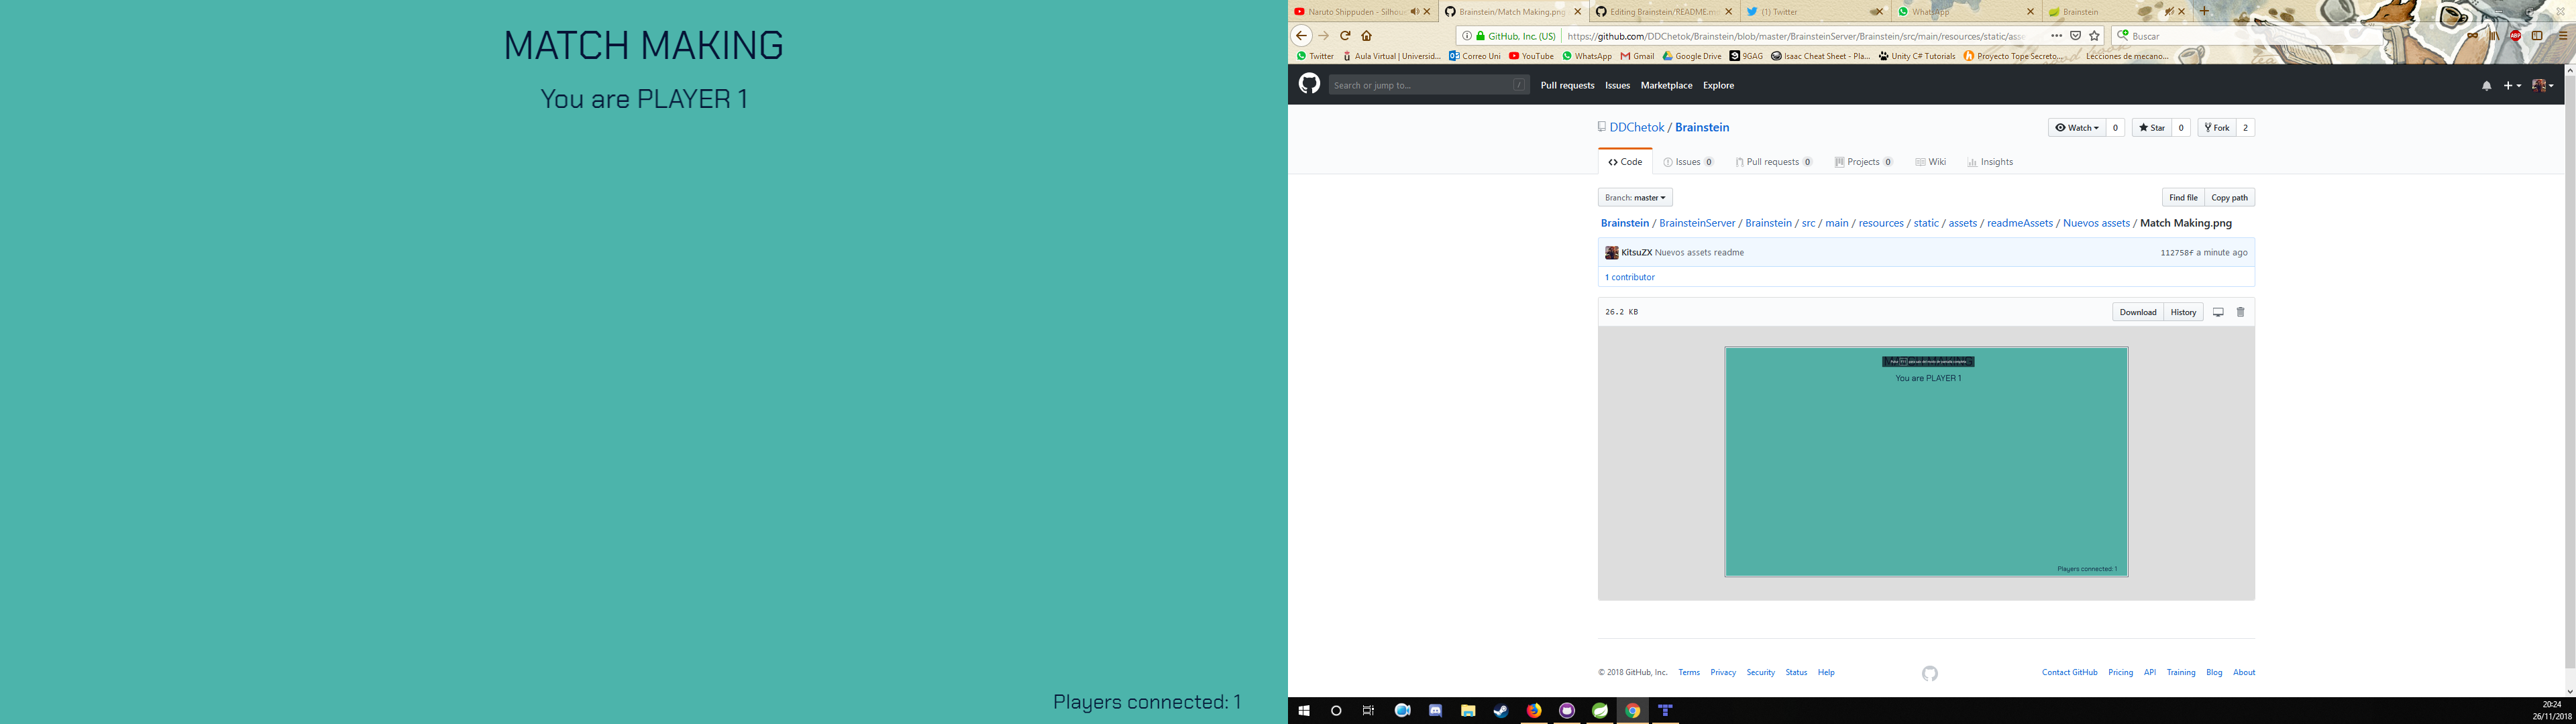 MATCH MAKING
You are PLAYER 1
Players connected: 1
Naruto Shippuden - Silhou
Brainstein/Match Making.png
Editing Brainstein/README.m
(1) Twitter
WhatsApp
Brainstein
GitHub, Inc. (US)
https://github.com/DDChetok/Brainstein/blob/master/BrainsteinServer/Brainstein/src/main/resources/static/asse
Buscar
Twitter
Aula Virtual | Universid...
Correo Uni
YouTube
WhatsApp
Gmail
Google Drive
9GAG
Isaac Cheat Sheet - Pla...
Unity C# Tutorials
Proyecto Tope Secreto...
Lecciones de mecano...
Search or jump to...
/
Pull requests
Issues
Marketplace
Explore
DDChetok / Brainstein
Watch 0
Star 0
Fork 2
Code
Issues 0
Pull requests 0
Projects 0
Wiki
Insights
Branch: master
Find file
Copy path
Brainstein / BrainsteinServer / Brainstein / src / main / resources / static / assets / readmeAssets / Nuevos assets / Match Making.png
KitsuZX Nuevos assets readme
112758f a minute ago
1 contributor
26.2 KB
Download
History
You are PLAYER 1
Players connected: 1
© 2018 GitHub, Inc.
Terms
Privacy
Security
Status
Help
Contact GitHub
Pricing
API
Training
Blog
About
20:24
26/11/2018